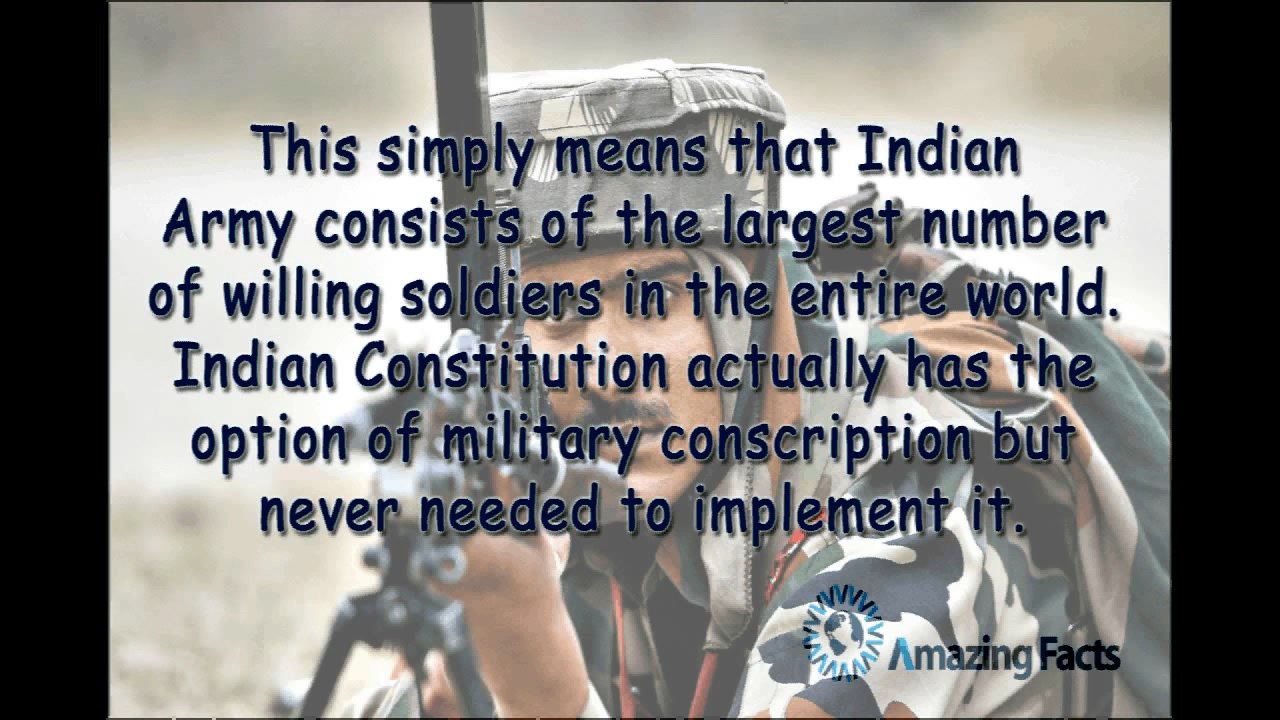 This simply means that Indian
Army consists of the largest number
of willing soldiers in the entire world.
Indian Constitution actually has the
option of military conscription but
never needed to implement it.
Amazing Facts